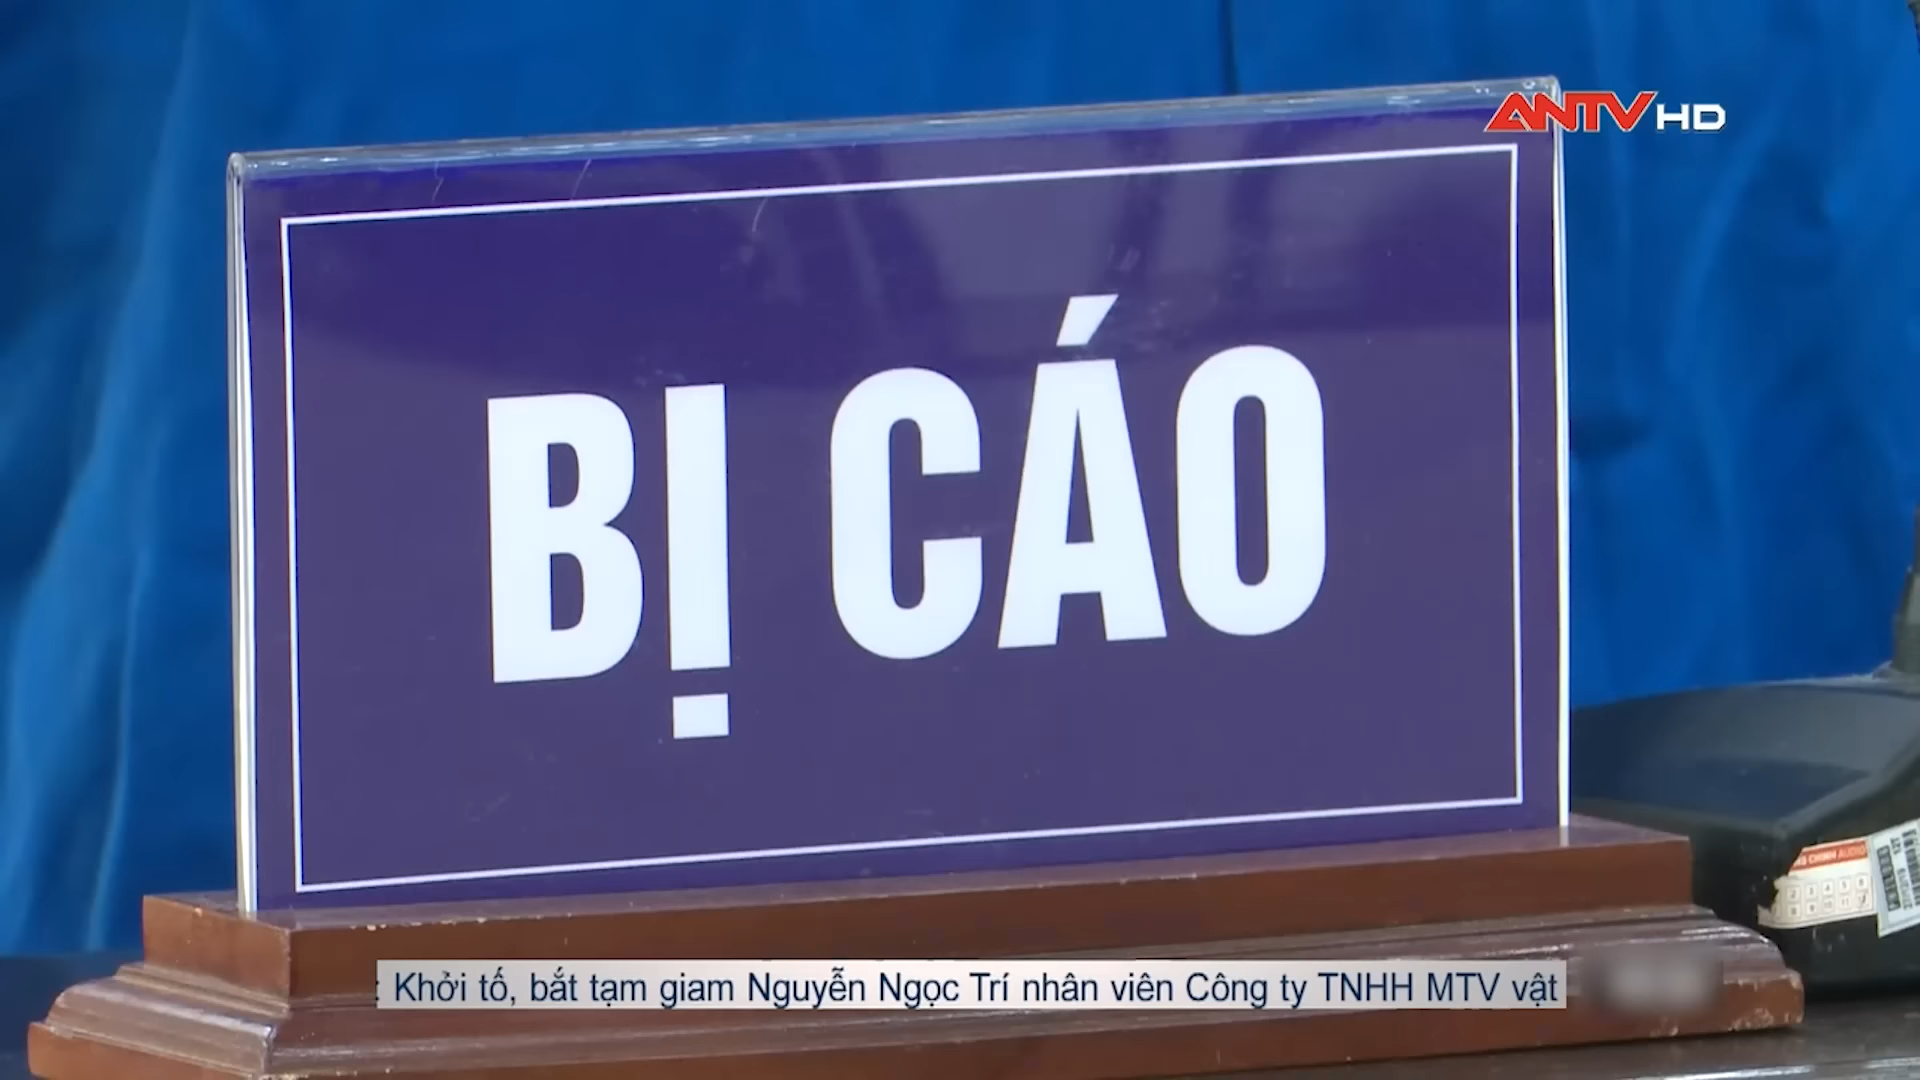 ANTV HD
BỊ CÁO
: Khởi tố, bắt tạm giam Nguyễn Ngọc Trí nhân viên Công ty TNHH MTV vật